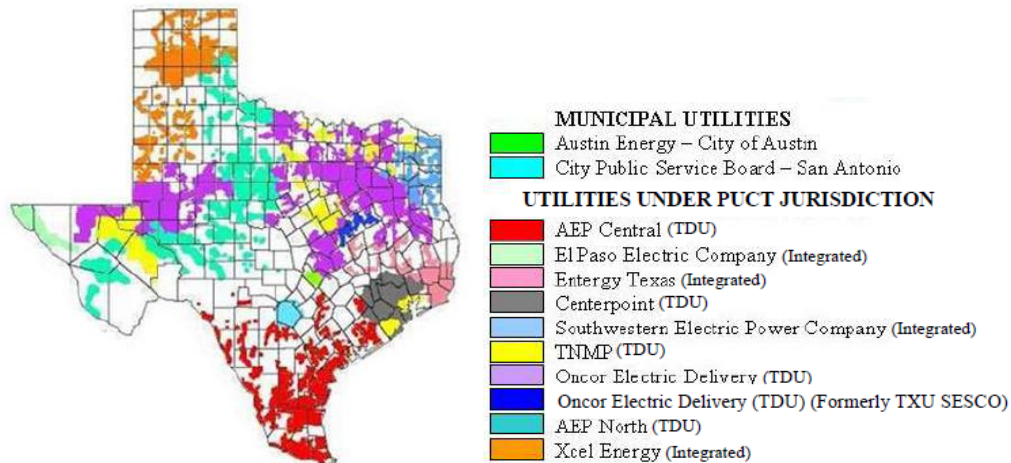 MUNICIPAL UTILITIES
Austin Energy – City of Austin
City Public Service Board – San Antonio
UTILITIES UNDER PUCT JURISDICTION
AEP Central (TDU)
El Paso Electric Company (Integrated)
Entergy Texas (Integrated)
Centerpoint (TDU)
Southwestern Electric Power Company (Integrated)
TNMP (TDU)
Oncor Electric Delivery (TDU)
Oncor Electric Delivery (TDU) (Formerly TXU SESCO)
AEP North (TDU)
Xcel Energy (Integrated)